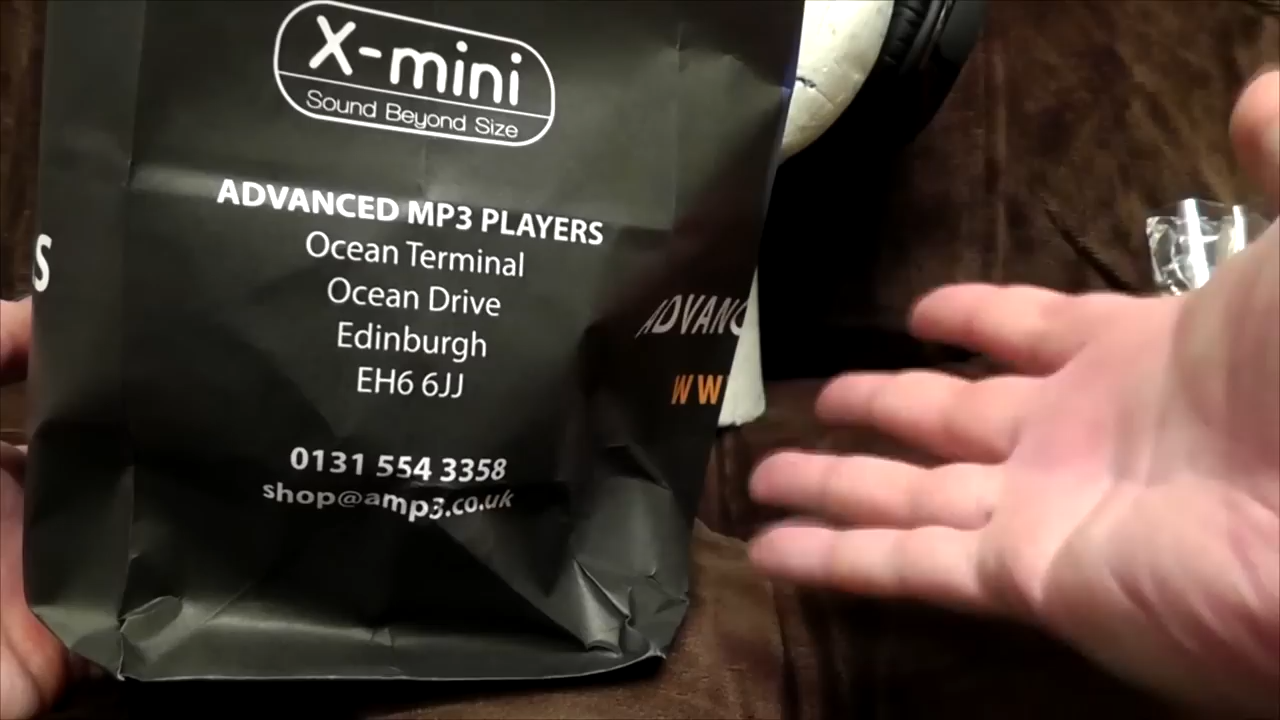 X-mini
Sound Beyond Size
ADVANCED MP3 PLAYERS
Ocean Terminal
Ocean Drive
Edinburgh
EH6 6JJ
0131 554 3358
shop@amp3.co.uk